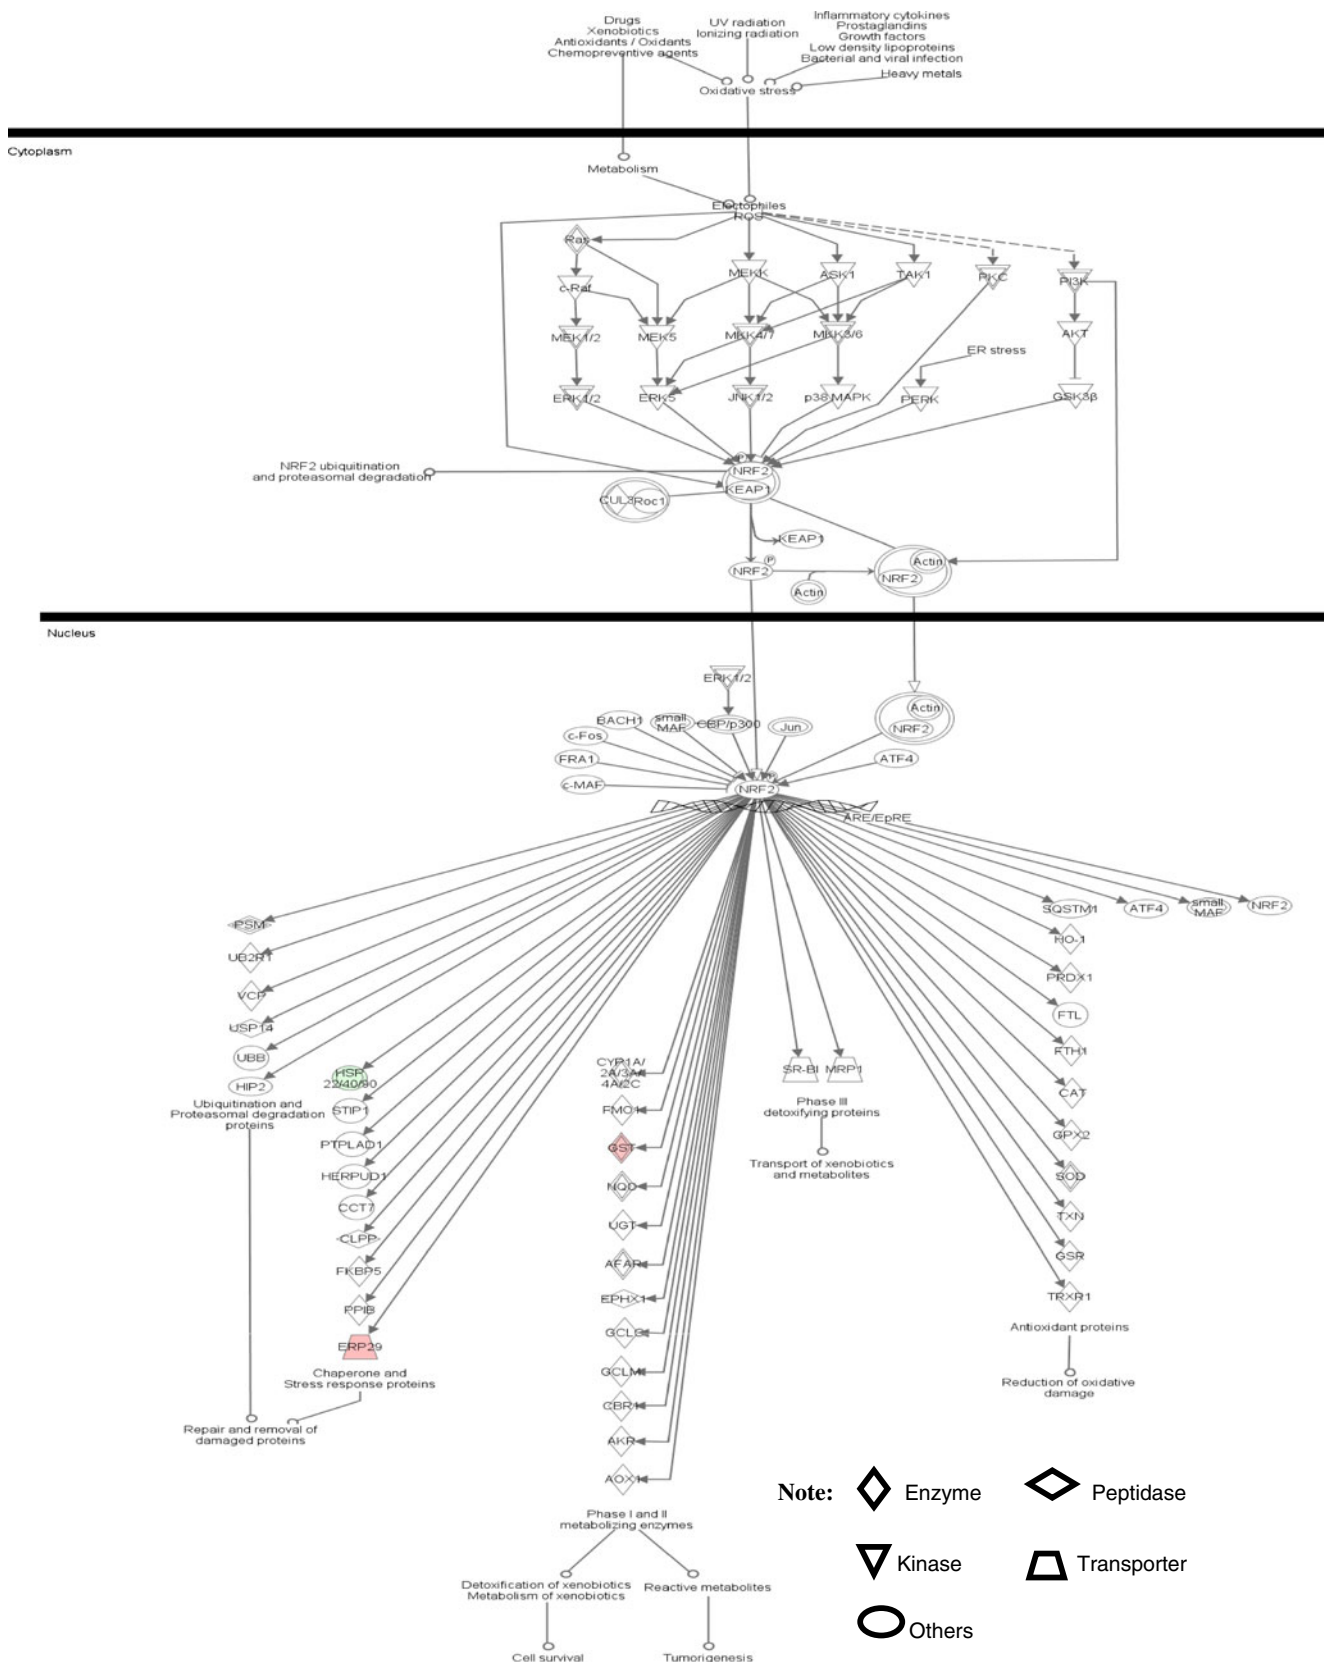 Drugs
Xenobiotics
Antioxidants / Oxidants
Chemopreventive agents
UV radiation
Ionizing radiation
Inflammatory cytokines
Prostaglandins
Growth factors
Low density lipoproteins
Bacterial and viral infection
Heavy metals
Oxidative stress
Cytoplasm
Metabolism
Electophiles
ROS
Ras
MEKK
ASK1
TAK1
PKC
PI3K
c-Raf
MEK1/2
MEK5
MKK4/7
MKK3/6
AKT
ER stress
ERK1/2
ERK5
JNK1/2
p38 MAPK
PERK
GSK3β
NRF2 ubiquitination
and proteasomal degradation
P
NRF2
KEAP1
CUL3
Roc1
KEAP1
P
NRF2
Actin
Actin
NRF2
Nucleus
ERK1/2
BACH1
small
MAF
CBP/p300
Jun
Actin
NRF2
c-Fos
FRA1
ATF4
c-MAF
P
NRF2
ARE/EpRE
PSM
UB2R1
VCP
USP14
UBB
HIP2
Ubiquitination and
Proteasomal degradation
proteins
HSP
22/40/90
STIP1
PTPLAD1
HERPUD1
CCT7
CLPP
FKBP5
PPIB
ERP29
Chaperone and
Stress response proteins
Repair and removal of
damaged proteins
CYP1A/
2A/3A/
4A/2C
FMO1
GST
NQO
UGT
AFAR
EPHX1
GCLC
GCLM
CBR1
AKR
AOX1
Phase I and II
metabolizing enzymes
Detoxification of xenobiotics
Metabolism of xenobiotics
Reactive metabolites
Cell survival
Tumorigenesis
SR-BI
MRP1
Phase III
detoxifying proteins
Transport of xenobiotics
and metabolites
SQSTM1
ATF4
small
MAF
NRF2
HO-1
PRDX1
FTL
FTH1
CAT
GPX2
SOD
TXN
GSR
TRXR1
Antioxidant proteins
Reduction of oxidative
damage
Note:
Enzyme
Peptidase
Kinase
Transporter
Others